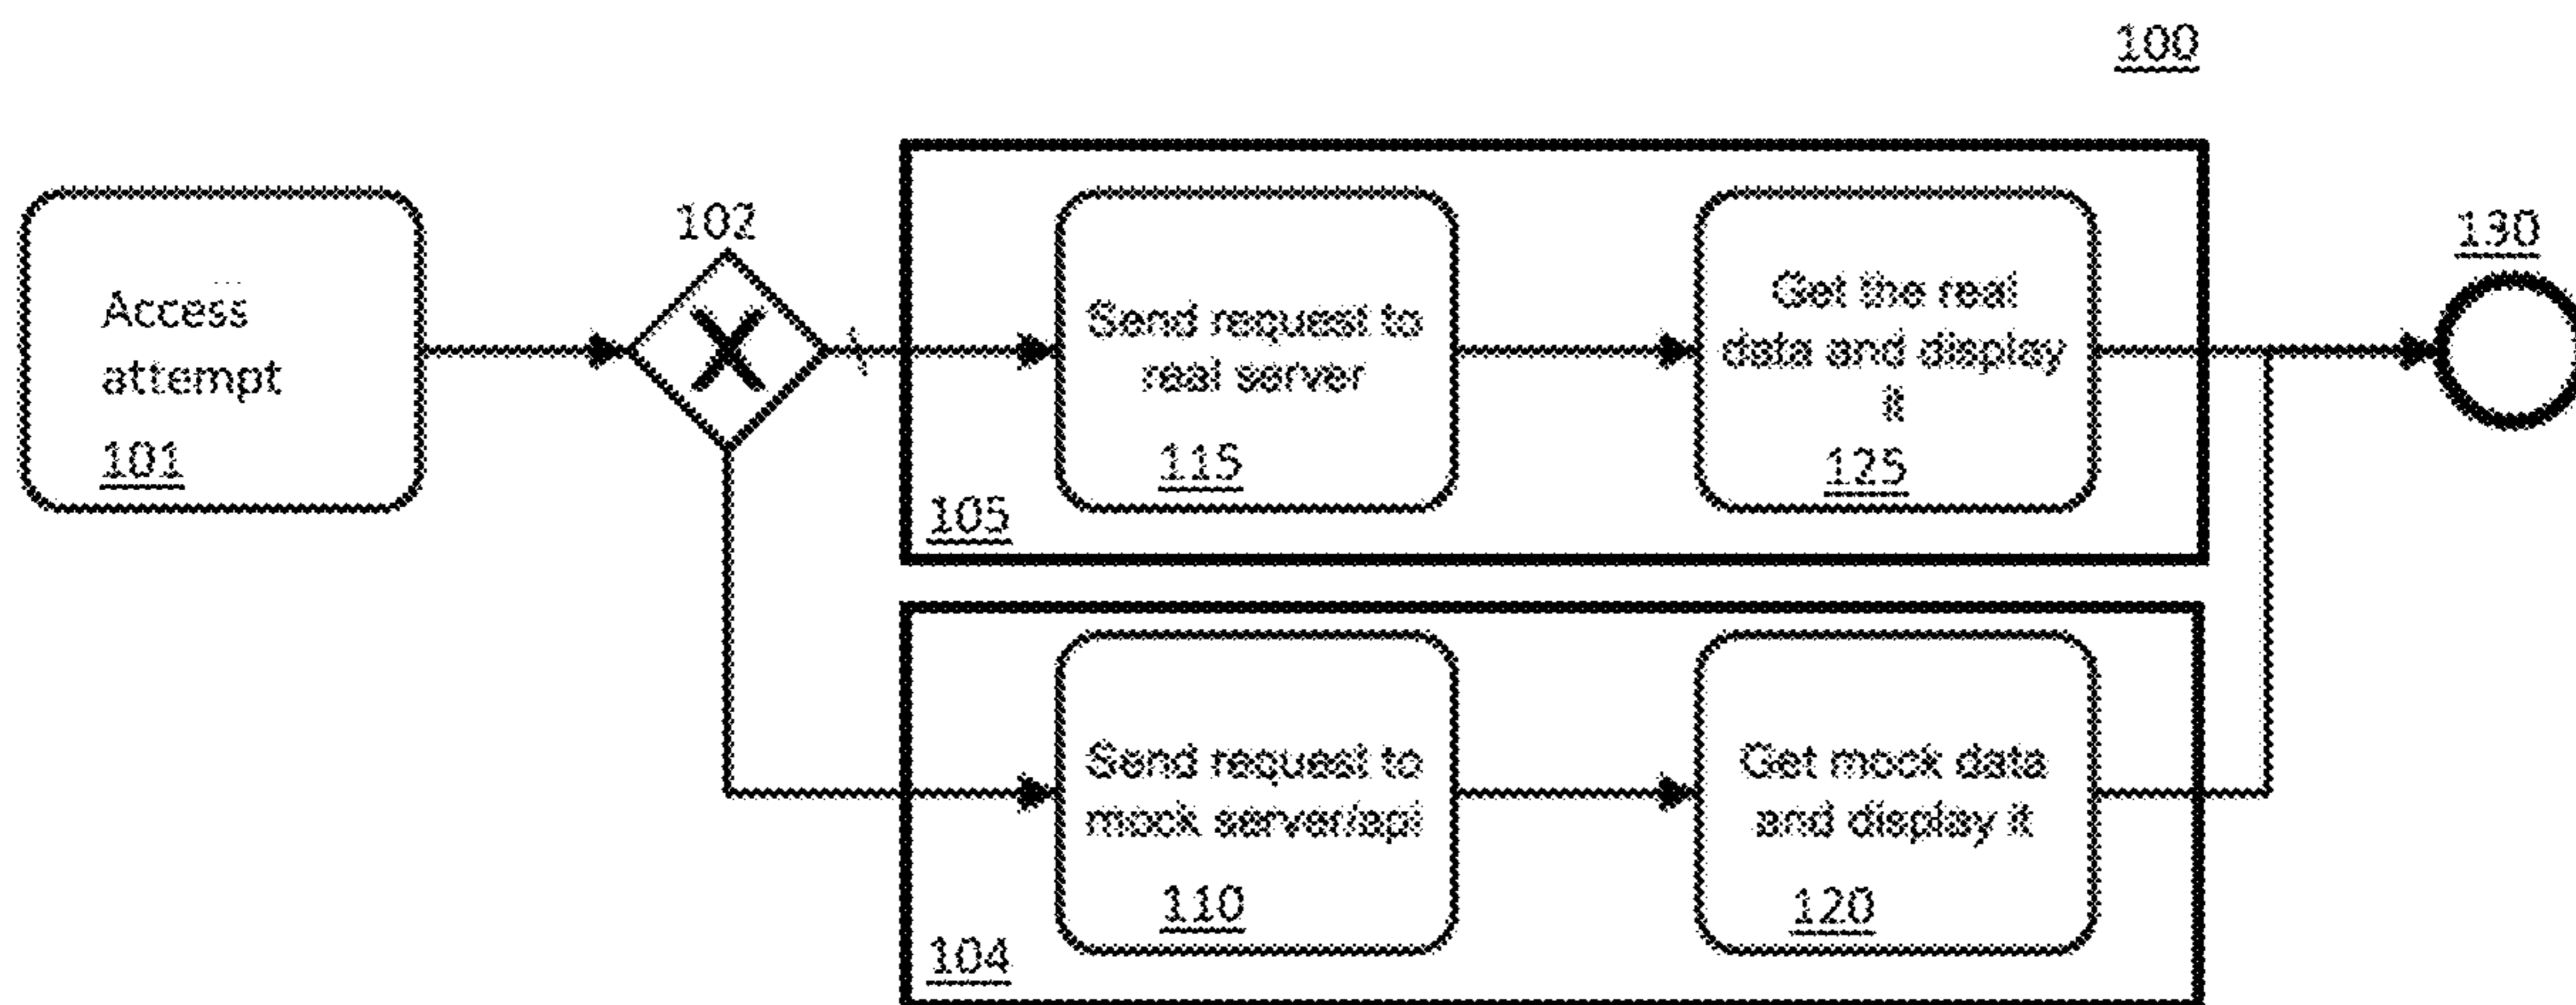 100
Access
attempt
101
102
Send request to
real server
115
Get the real
data and display
it
125
105
130
Send request to
mock server/api
110
Get mock data
and display it
120
104